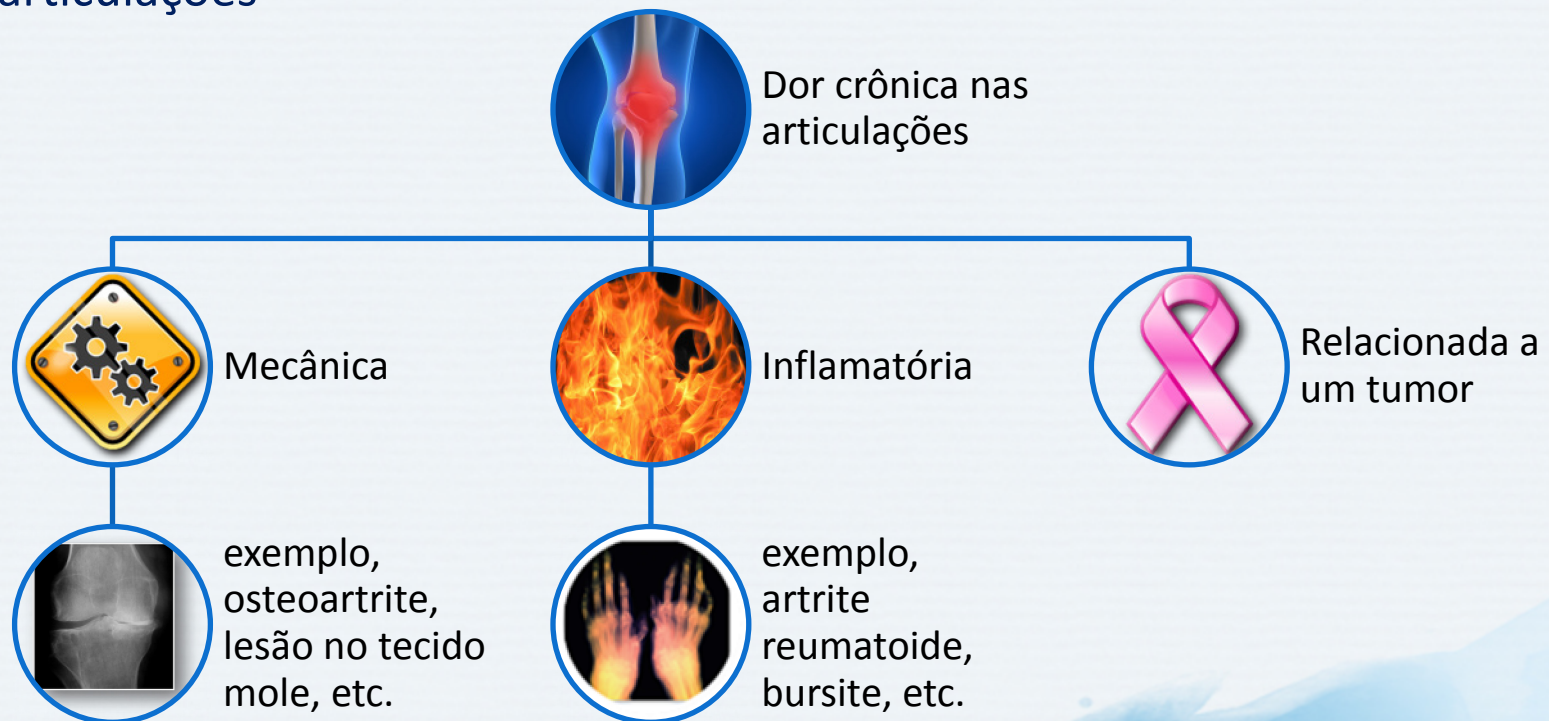 articulações
Dor crônica nas
articulações
Mecânica
Inflamatória
Relacionada a
um tumor
exemplo,
osteoartrite,
lesão no tecido
mole, etc.
exemplo,
artrite
reumatoide,
bursite, etc.